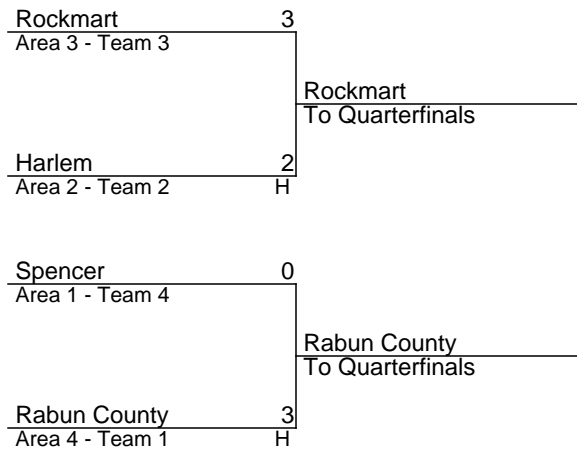 Rockmart 3
Area 3 - Team 3
Rockmart
To Quarterfinals
Harlem 2
Area 2 - Team 2 H
Spencer 0
Area 1 - Team 4
Rabun County
To Quarterfinals
Rabun County 3
Area 4 - Team 1 H